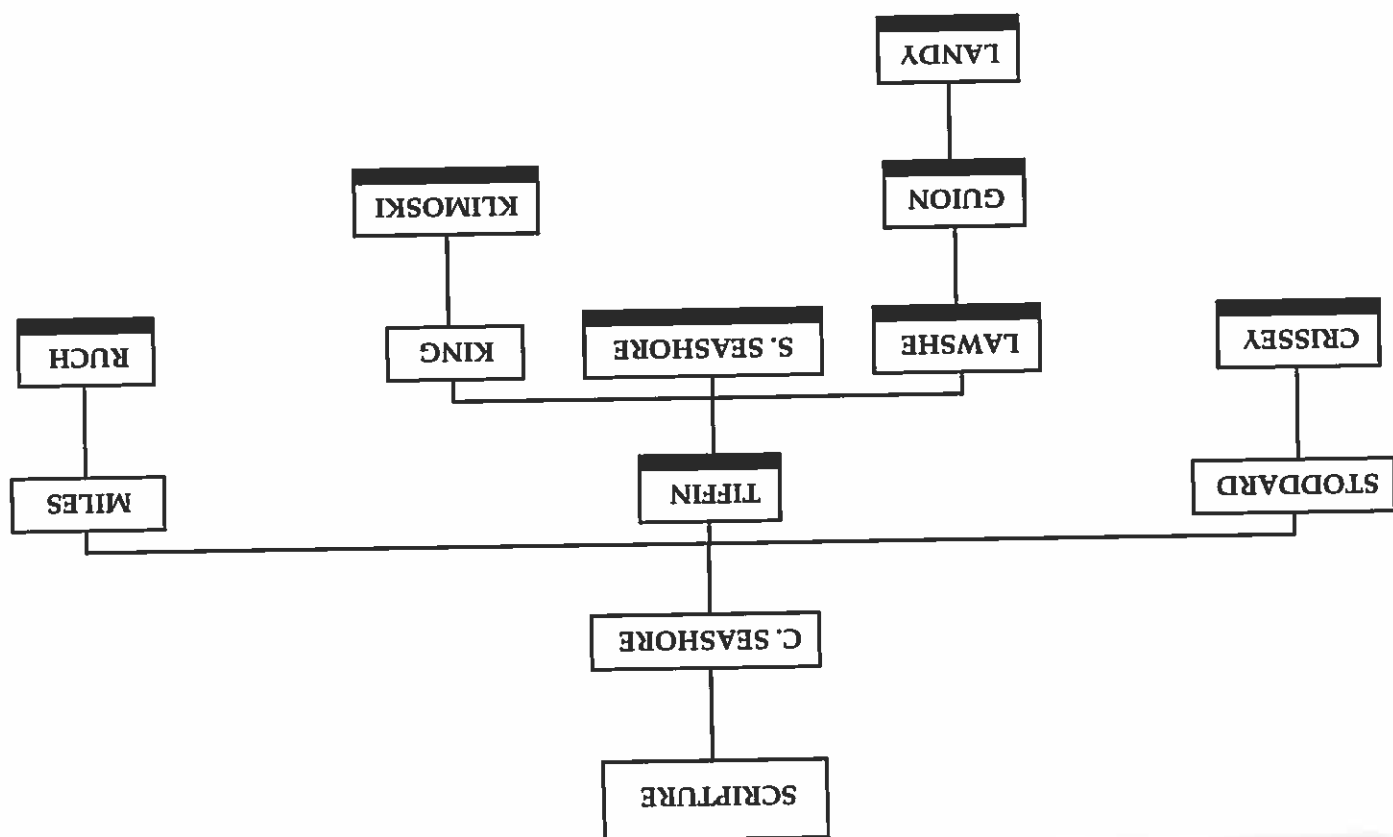 SCRIPTURE
C. SEASHORE
STODDARD
TIFFIN
MILES
CRISSEY
LAWSHE
S. SEASHORE
KING
RUCH
GUION
KLIMOSKI
LANDY